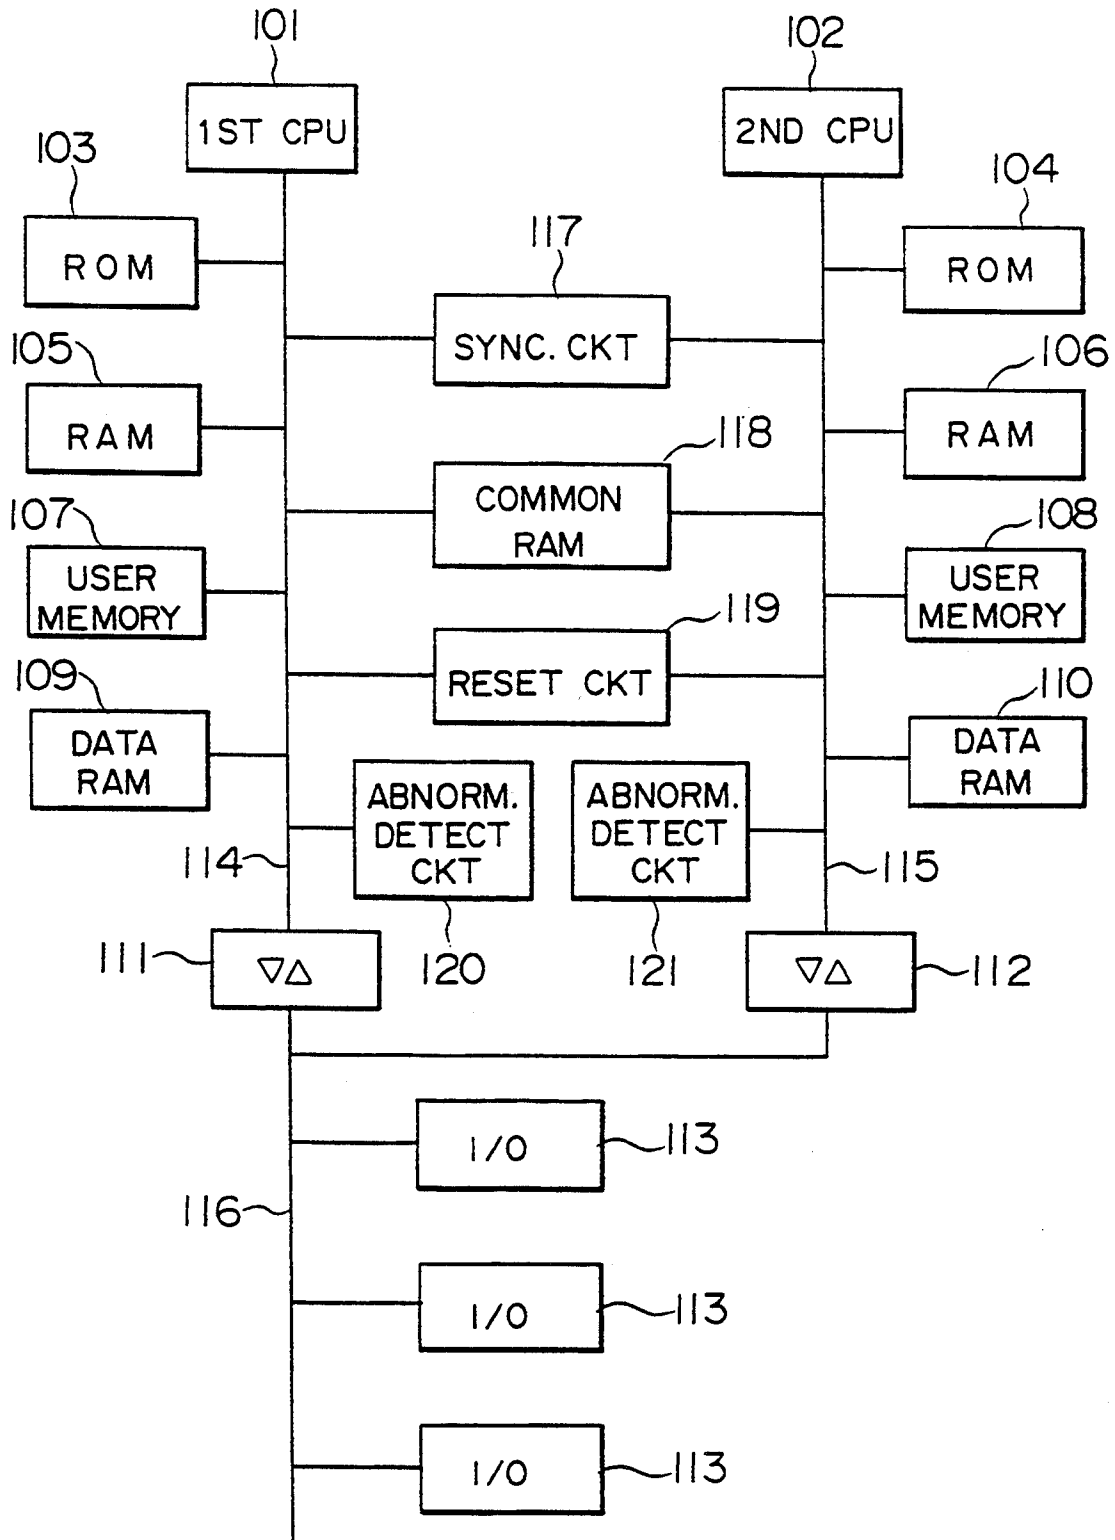 101
102
1ST CPU
2ND CPU
103
104
ROM
117
ROM
SYNC. CKT
105
106
RAM
118
RAM
COMMON
RAM
107
108
USER
MEMORY
119
USER
MEMORY
RESET CKT
109
110
DATA
RAM
DATA
RAM
ABNORM.
DETECT
CKT
ABNORM.
DETECT
CKT
114
115
111
120
121
112
I/O
113
116
I/O
113
I/O
113